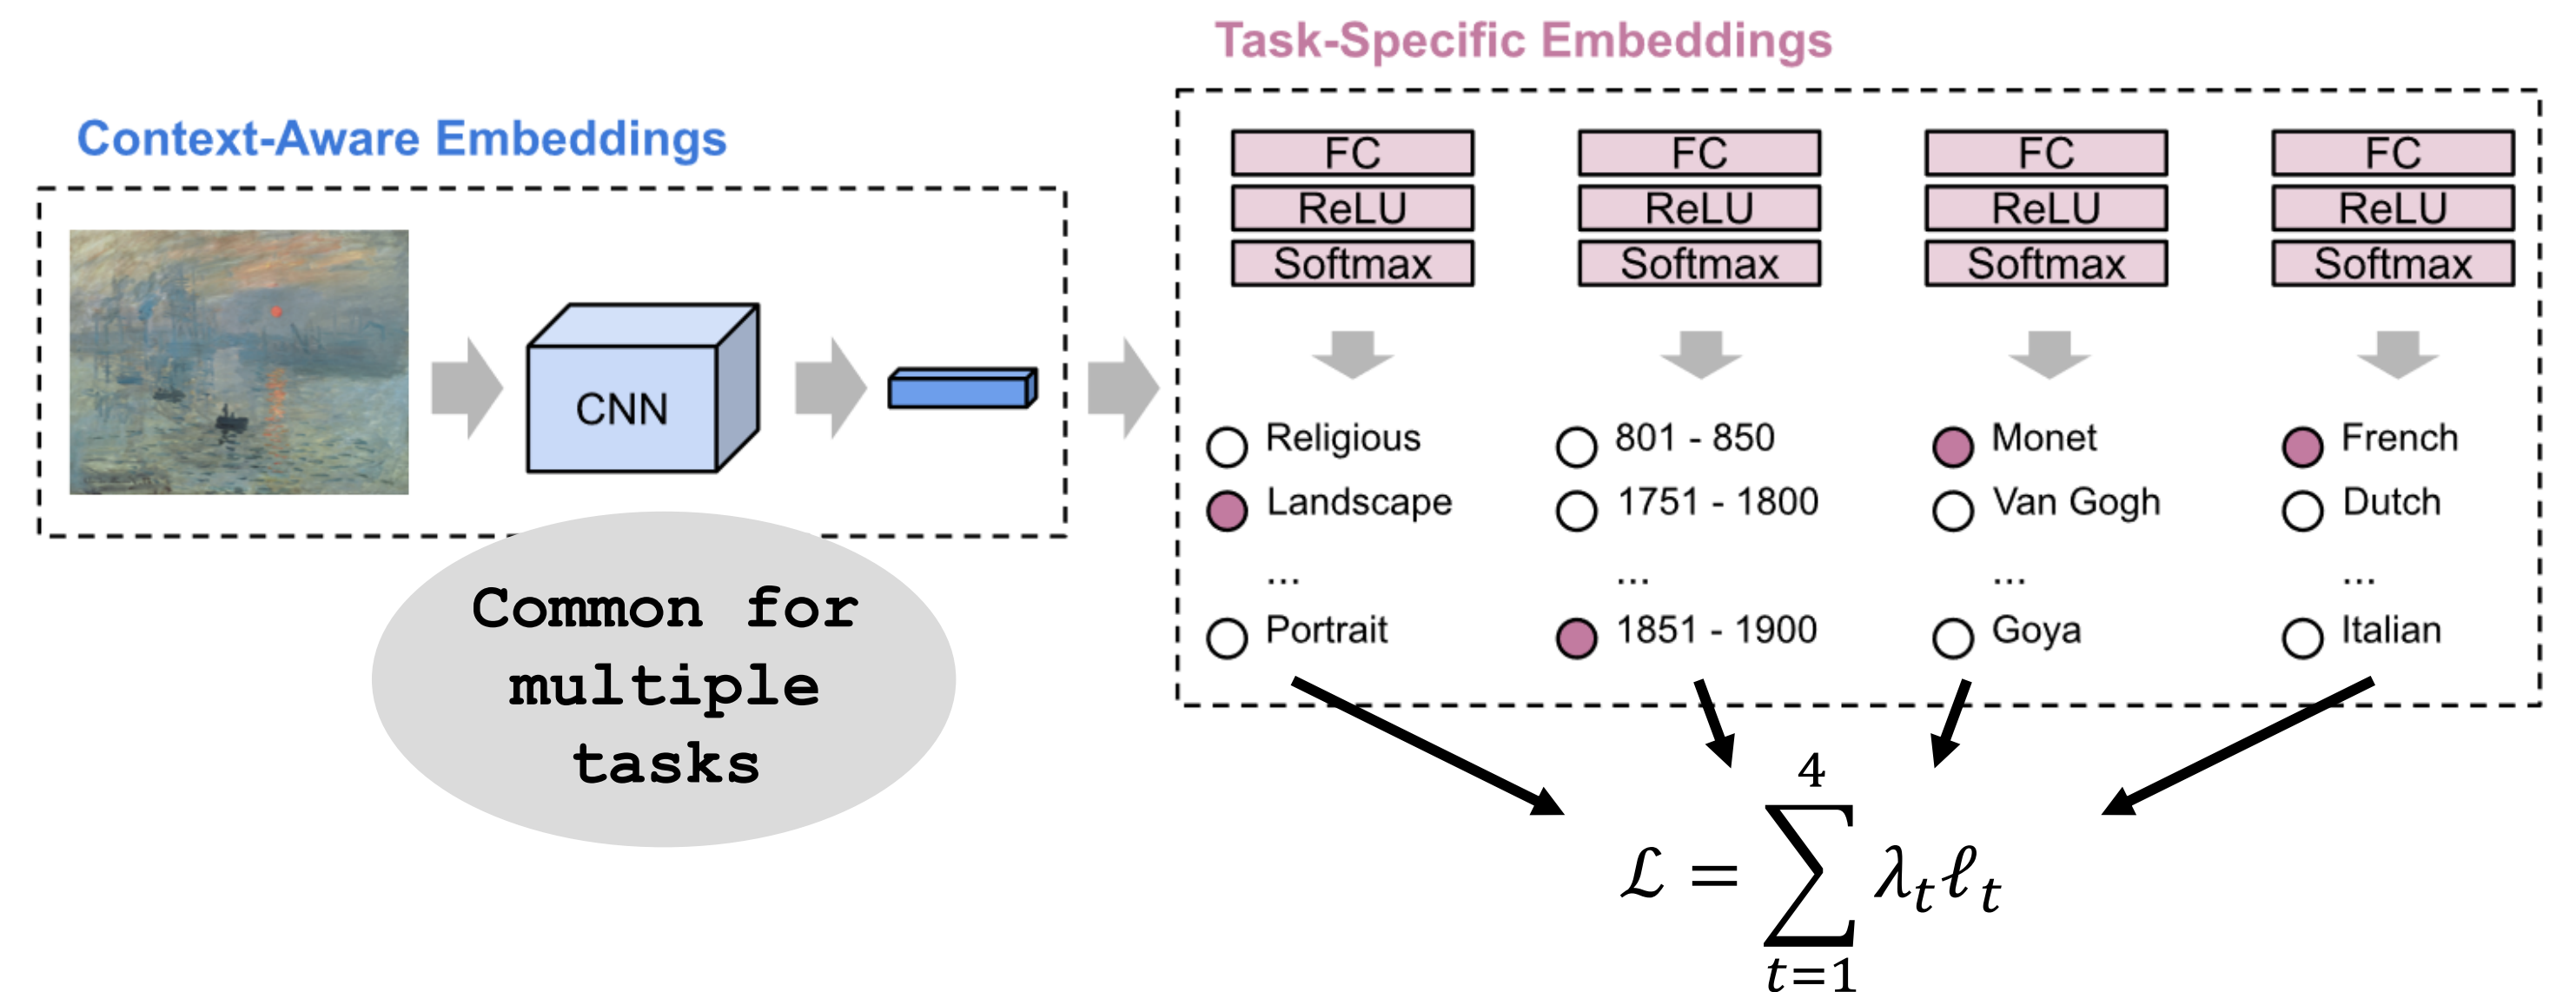 Task-Specific Embeddings
Context-Aware Embeddings
CNN
Common for
multiple
tasks
FC
ReLU
Softmax
Religious
Landscape
...
Portrait
FC
ReLU
Softmax
801 - 850
1751 - 1800
...
1851 - 1900
FC
ReLU
Softmax
Monet
Van Gogh
...
Goya
FC
ReLU
Softmax
French
Dutch
...
Italian
ℒ = ∑_{t=1}^{4} λ_t ℓ_t